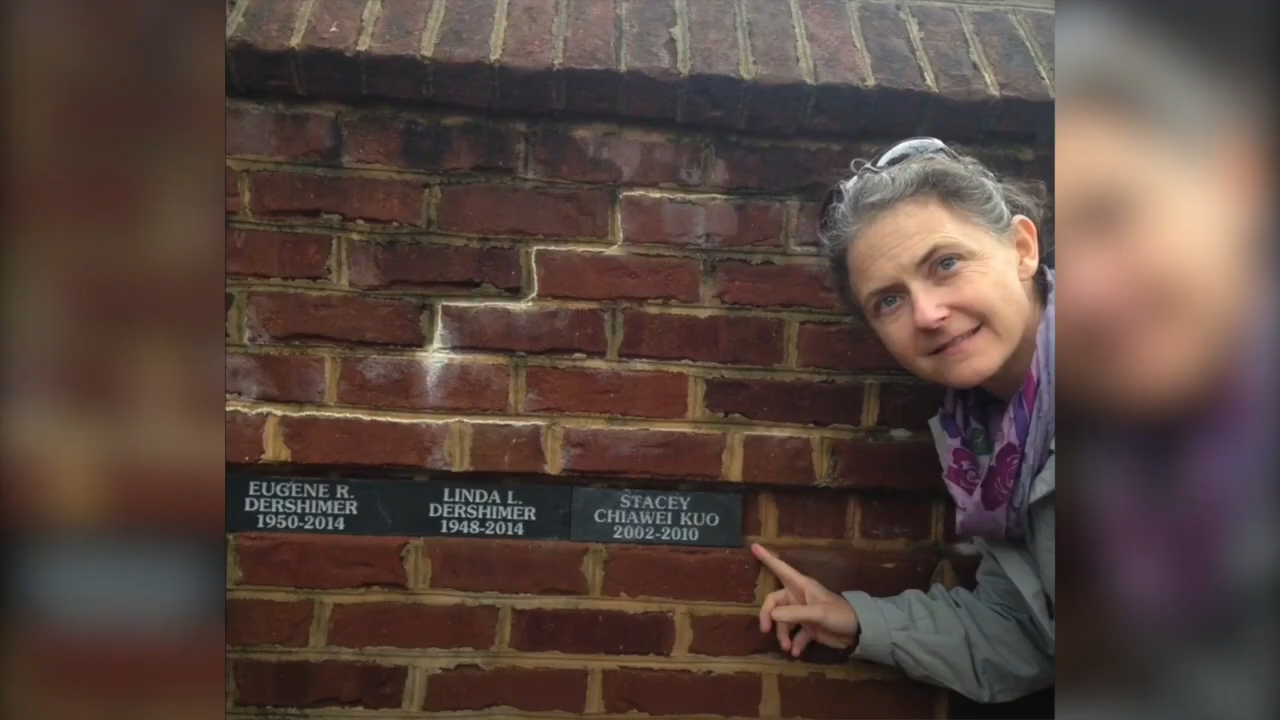 EUGENE R.
DERSHIMER
1950-2014
LINDA L.
DERSHIMER
1948-2014
STACEY
CHIAWEI KUO
2002-2010